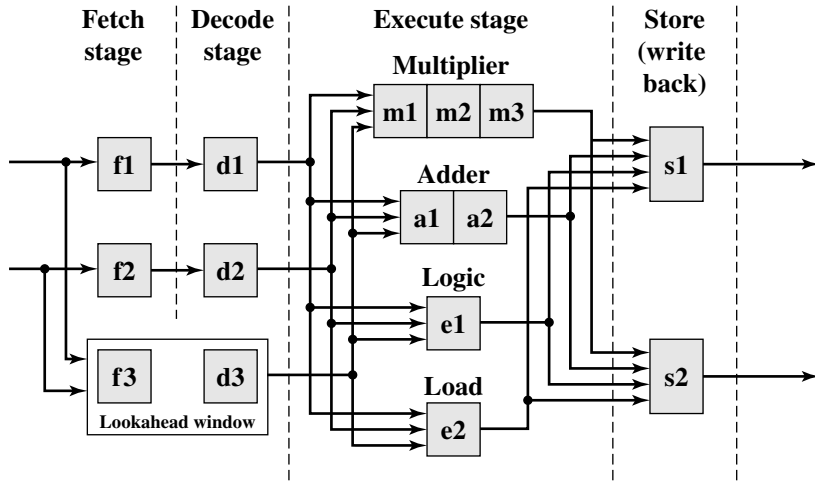 Fetch
stage
Decode
stage
Execute stage
Store
(write
back)
Multiplier
m1 m2 m3
f1
d1
s1
Adder
a1 a2
f2
d2
Logic
e1
f3
d3
Lookahead window
s2
Load
e2